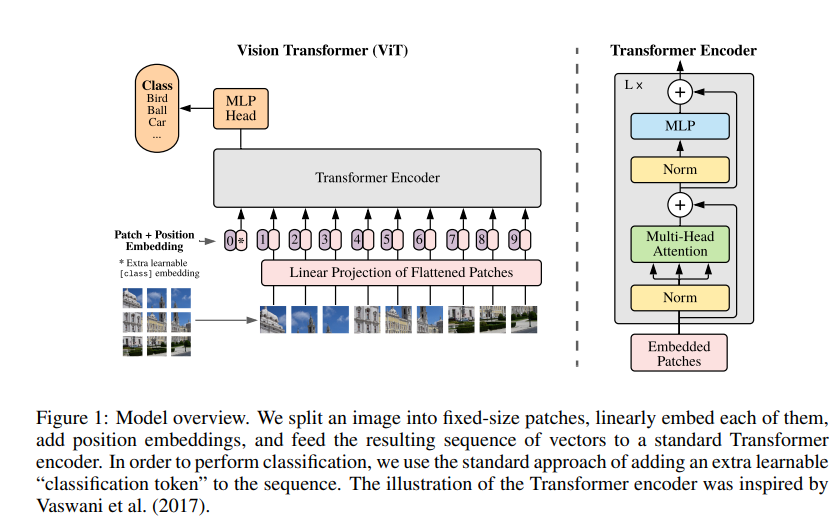 Vision Transformer (ViT)
Transformer Encoder
Class
Bird
Ball
Car
...
MLP
Head
Transformer Encoder
Patch + Position
Embedding
* Extra learnable
[class] embedding
0 *
1
2
3
4
5
6
7
8
9
Linear Projection of Flattened Patches
L x
+
MLP
Norm
+
Multi-Head
Attention
Norm
Embedded
Patches
Figure 1: Model overview. We split an image into fixed-size patches, linearly embed each of them,
add position embeddings, and feed the resulting sequence of vectors to a standard Transformer
encoder. In order to perform classification, we use the standard approach of adding an extra learnable
“classification token” to the sequence. The illustration of the Transformer encoder was inspired by
Vaswani et al. (2017).